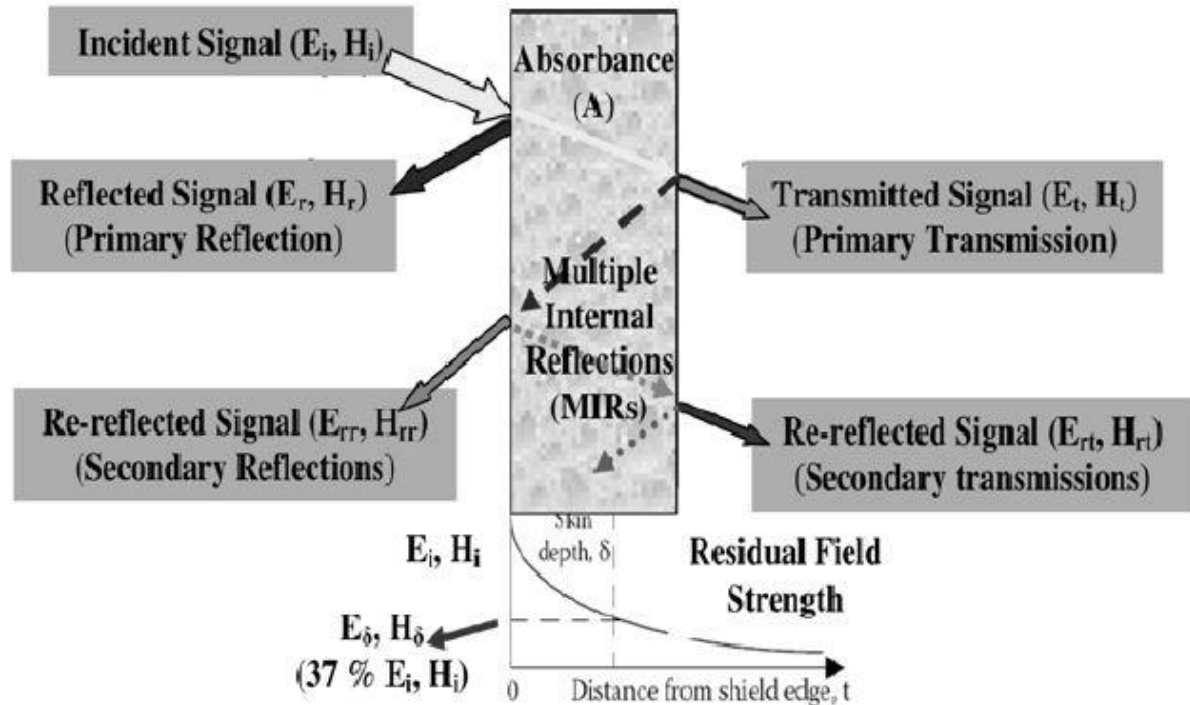 Incident Signal (Ei, Hi)
Absorbance
(A)
Reflected Signal (Er, Hr)
(Primary Reflection)
Transmitted Signal (Et, Ht)
(Primary Transmission)
Multiple
Internal
Reflections
(MIRs)
Re-reflected Signal (Err, Hrr)
(Secondary Reflections)
Re-reflected Signal (Ert, Hrt)
(Secondary transmissions)
Skin
depth, δ
Ei, Hi
Residual Field
Strength
Eδ, Hδ
(37 % Ei, Hi)
0
Distance from shield edge, t